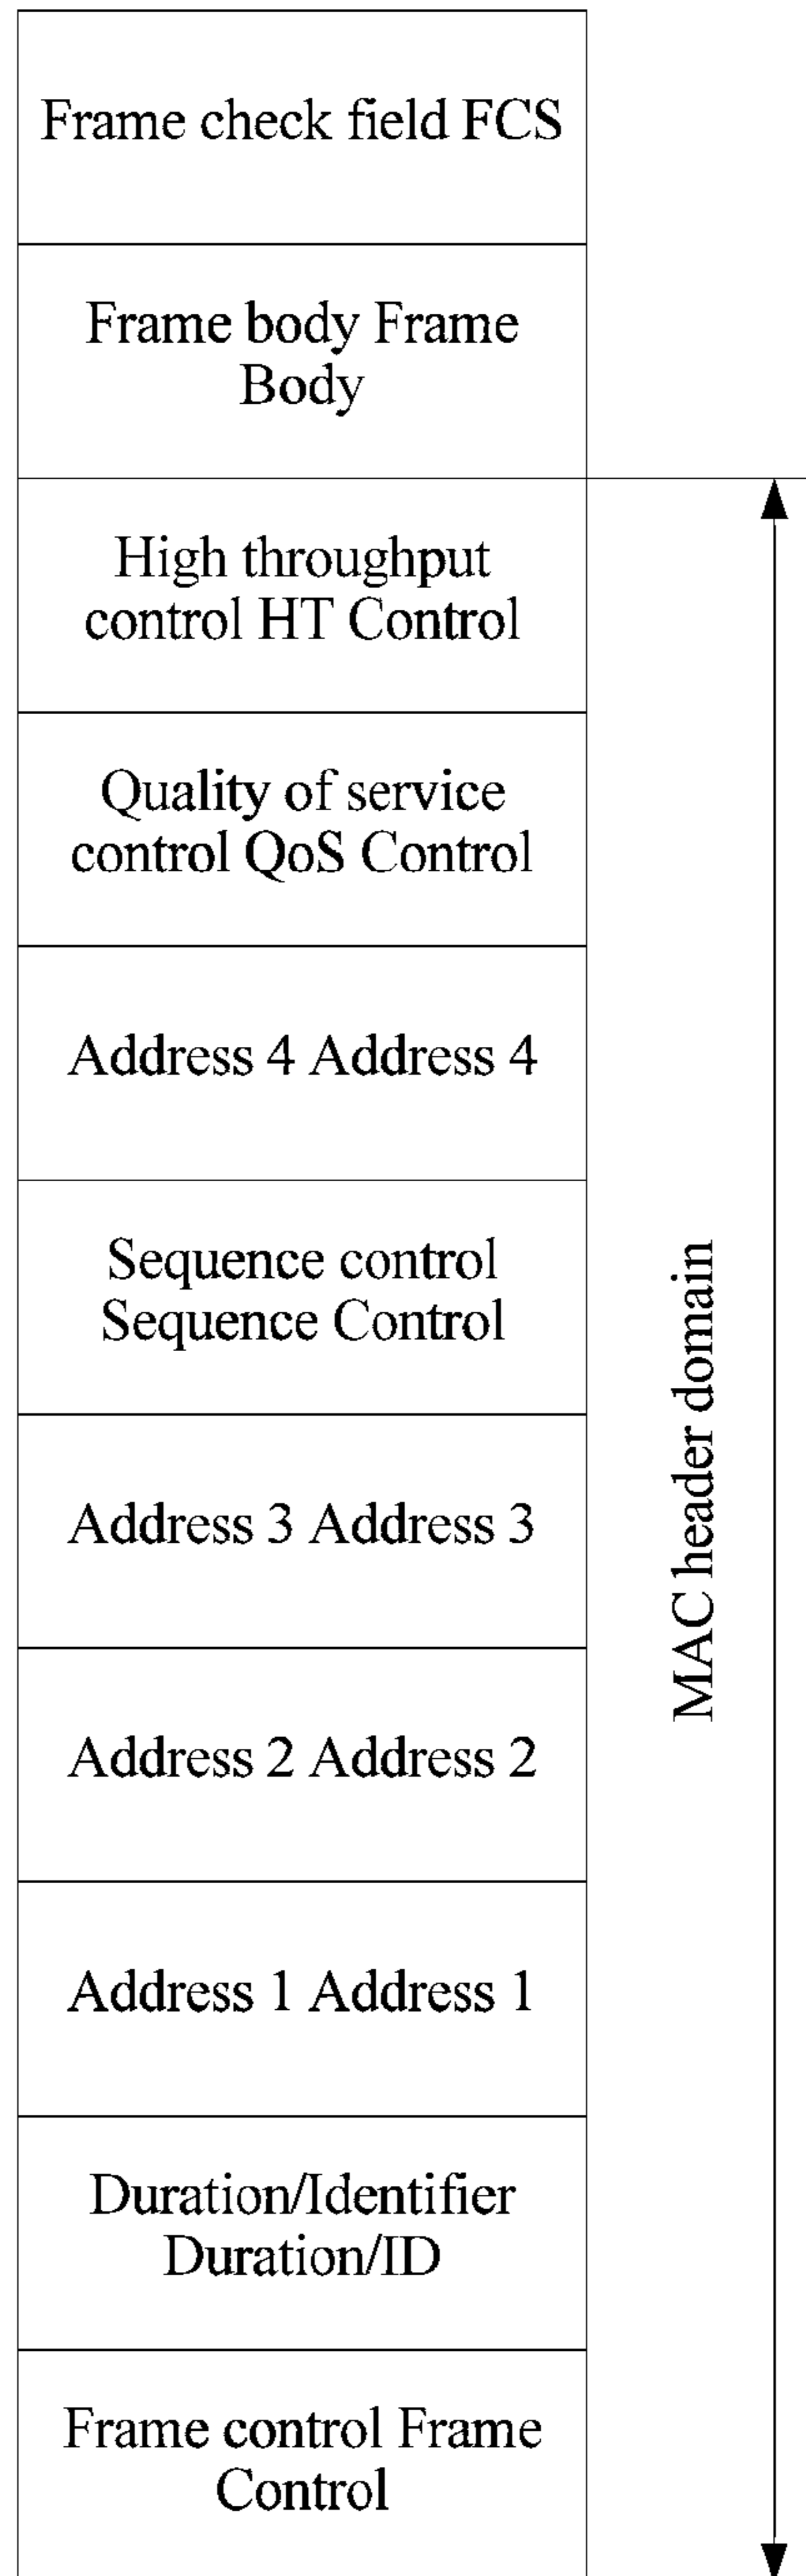 Frame check field FCS
Frame body Frame
Body
High throughput
control HT Control
Quality of service
control QoS Control
Address 4 Address 4
Sequence control
Sequence Control
Address 3 Address 3
Address 2 Address 2
Address 1 Address 1
Duration/Identifier
Duration/ID
Frame control Frame
Control
MAC header domain